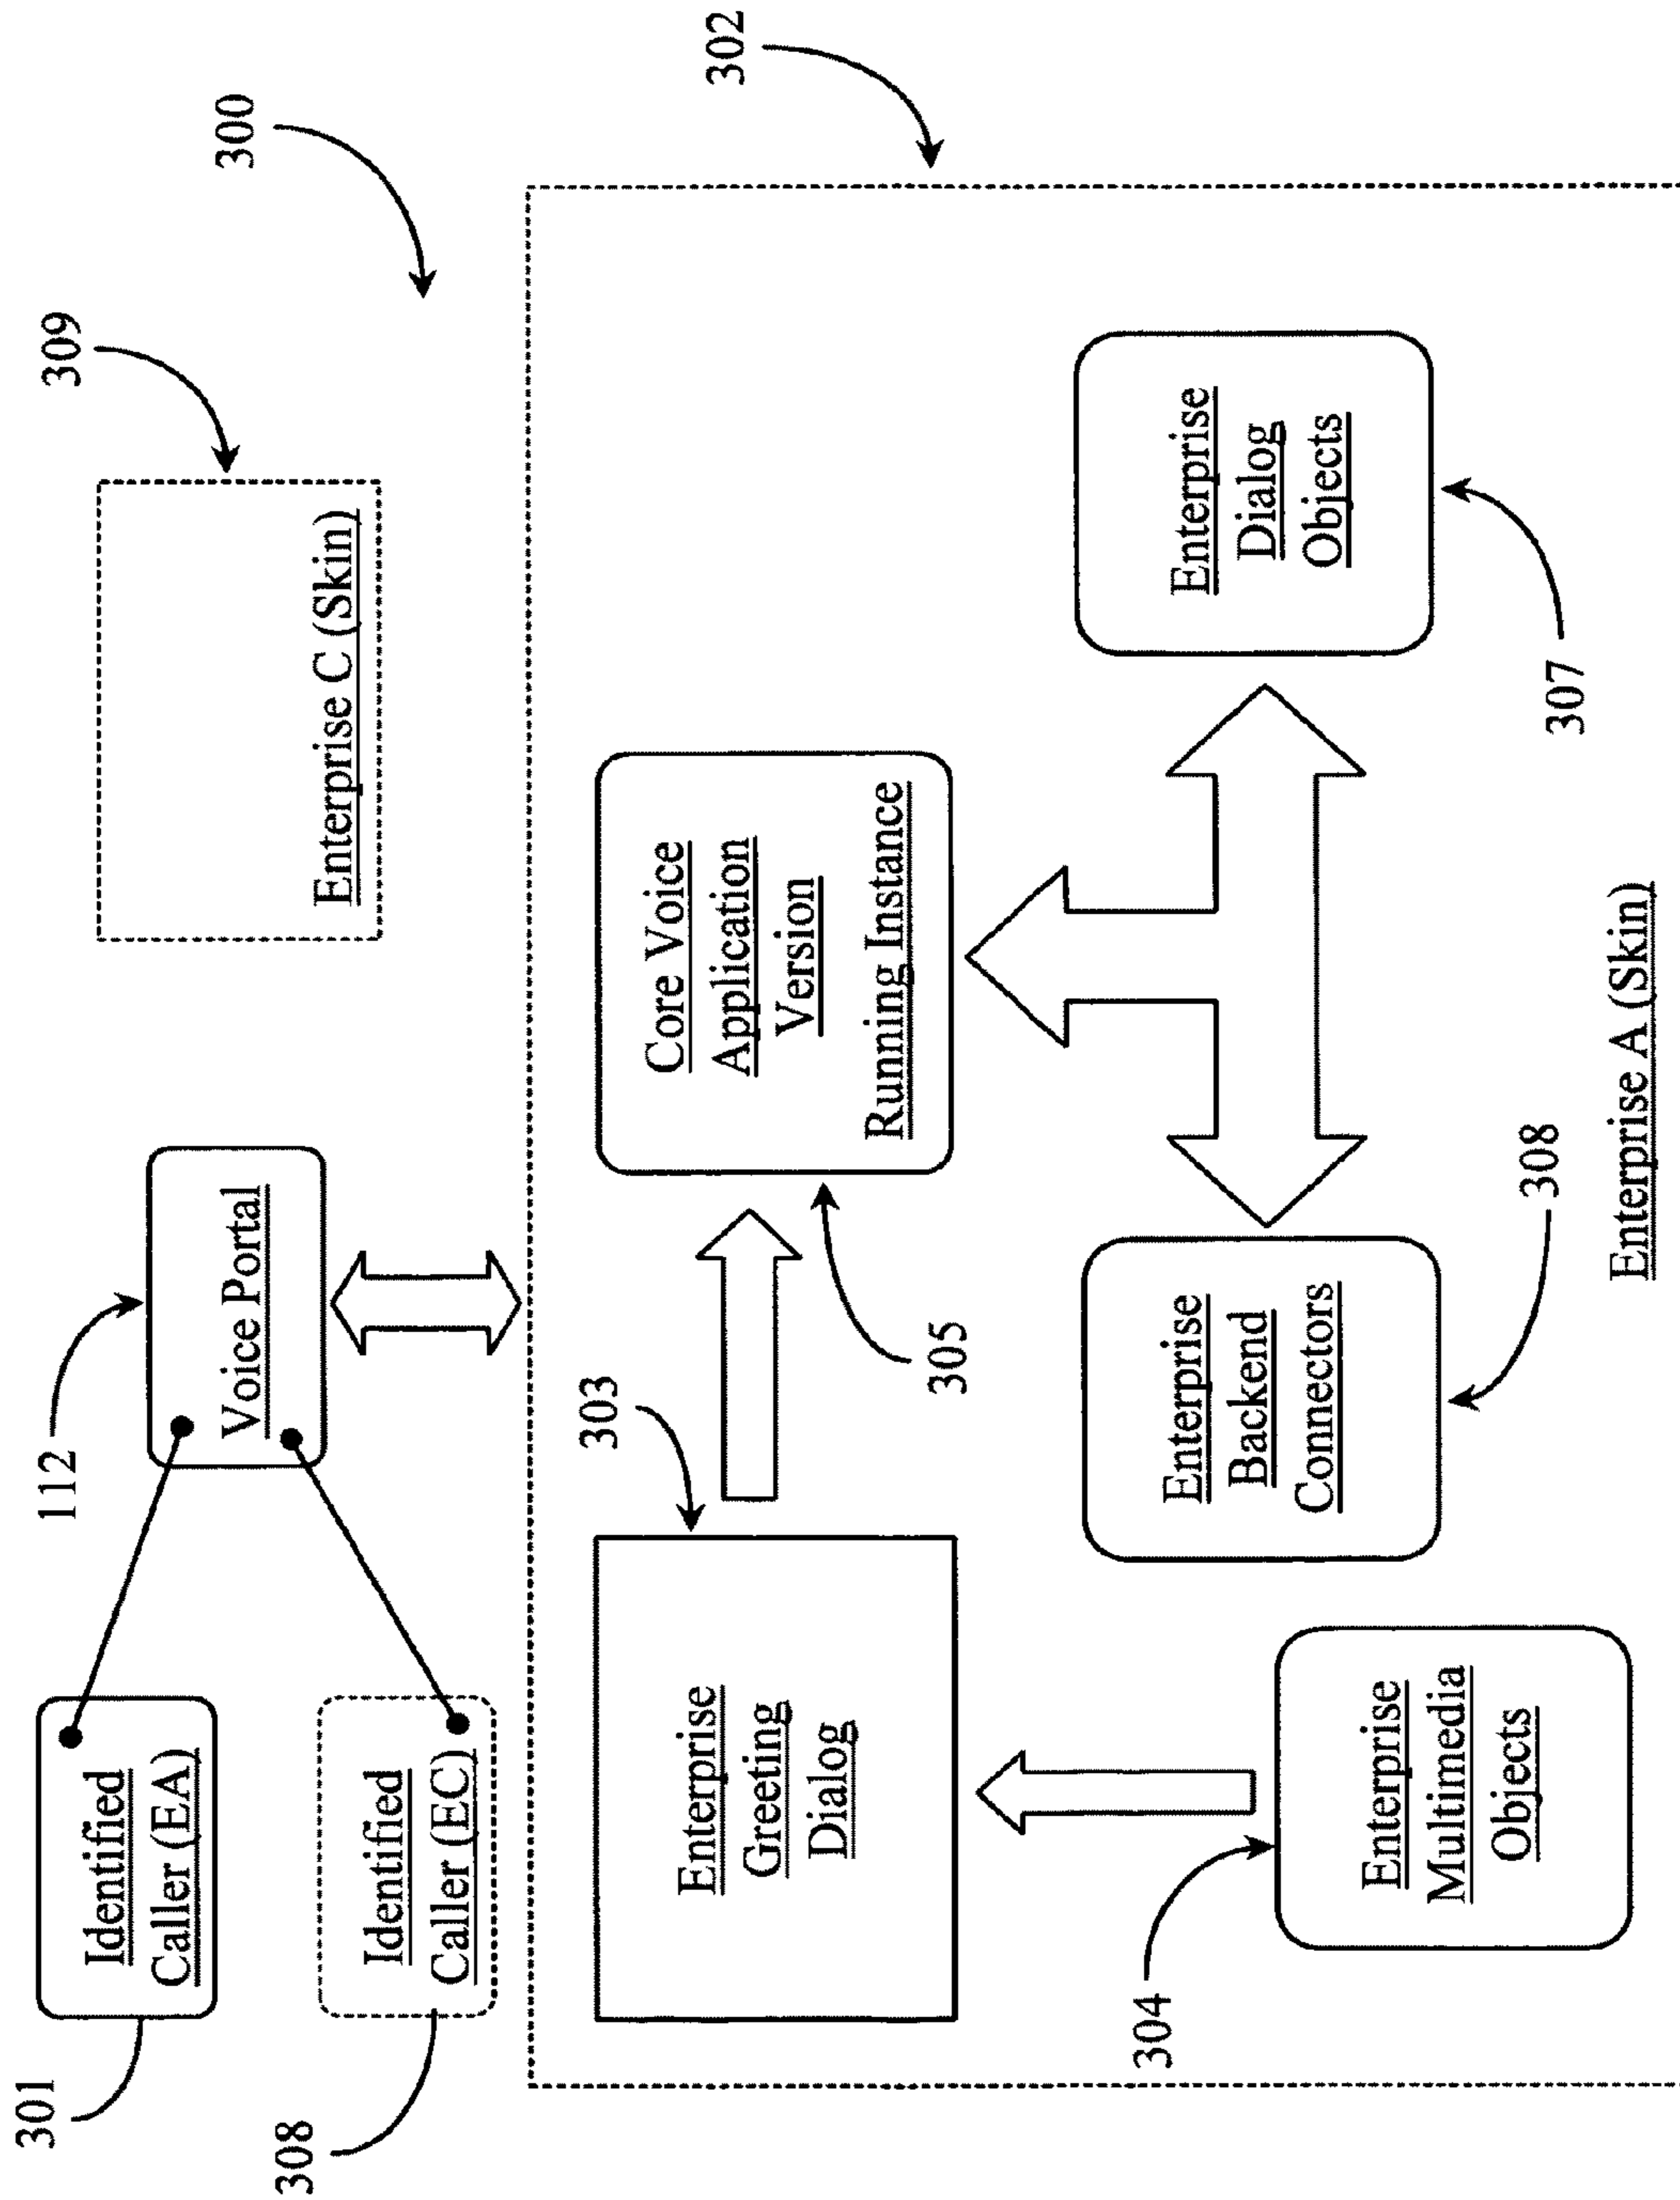 301
Identified
Caller (EA)
308
Identified
Caller (EC)
112
Voice Portal
309
Enterprise C (Skin)
300
302
303
Enterprise
Greeting
Dialog
305
Core Voice
Application
Version
Running Instance
304
Enterprise
Multimedia
Objects
Enterprise
Backend
Connectors
308
Enterprise
Dialog
Objects
307
Enterprise A (Skin)